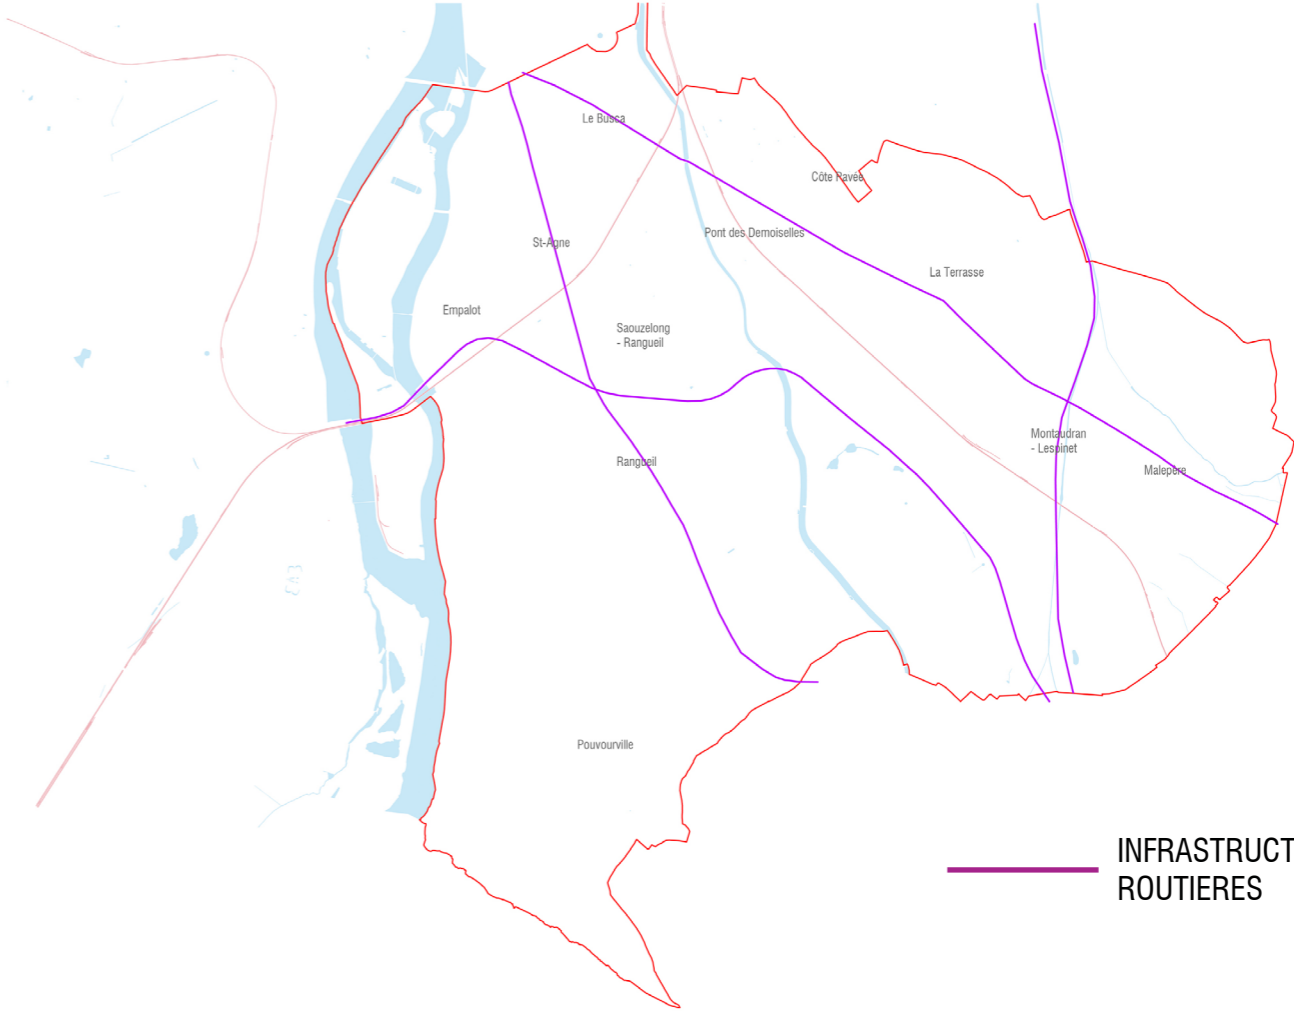 Le Busca
Côte Pavée
Pont des Demoiselles
St-Agne
La Terrasse
Empalot
Saouzelong
- Rangueil
Montaudran
- Lespinet
Rangueil
Malepère
Pouvourville
INFRASTRUCT
ROUTIERES